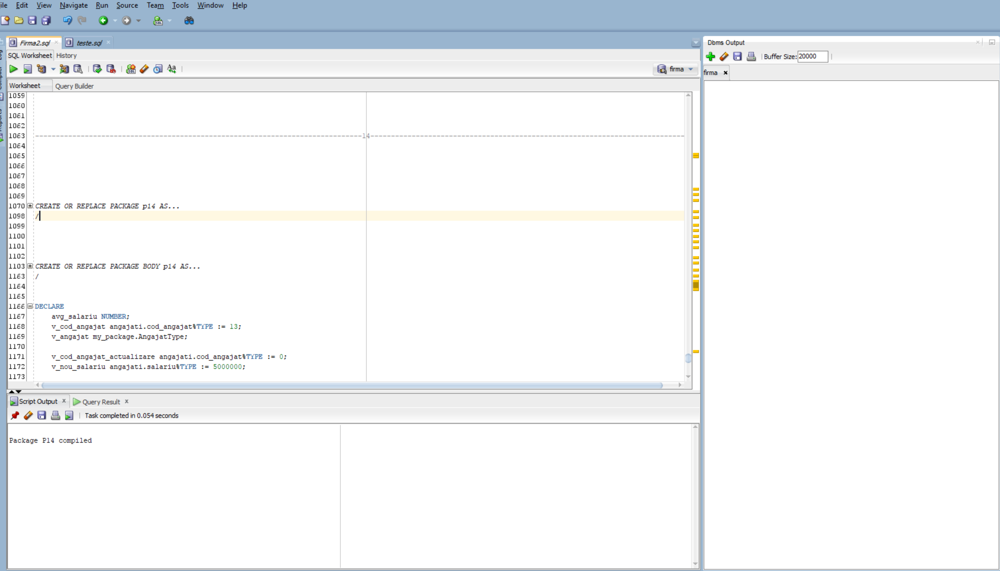 ile Edit View Navigate Run Source Team Tools Window Help
Firma2.sql teste.sql
SQL Worksheet History
firma
Worksheet Query Builder
1059
1060
1061
1062
1063 --------------------14--------------------
1064
1065
1066
1067
1068
1069
1070 CREATE OR REPLACE PACKAGE p14 AS...
1098 /
1099
1100
1101
1102
1103 CREATE OR REPLACE PACKAGE BODY p14 AS...
1163 /
1164
1165
1166 DECLARE
1167 avg_salariu NUMBER;
1168 v_cod_angajat angajati.cod_angajat%TYPE := 13;
1169 v_angajat my_package.AngajatType;
1170
1171 v_cod_angajat_actualizare angajati.cod_angajat%TYPE := 0;
1172 v_nou_salariu angajati.salariu%TYPE := 5000000;
1173
Script Output x Query Result x
Task completed in 0.054 seconds
Package P14 compiled
Dbms Output
Buffer Size: 20000
firma